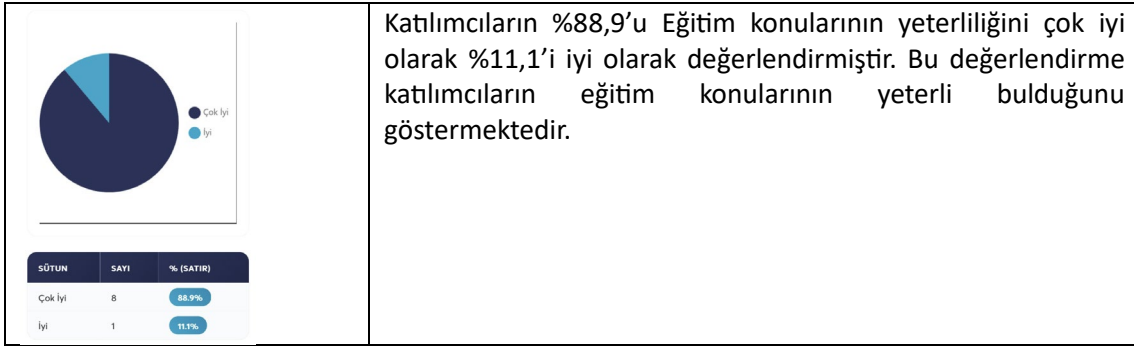 Çok İyi
İyi
SÜTUN SAYI % (SATIR)
Çok İyi 8 88.9%
İyi 1 11.1%
Katılımcıların %88,9’u Eğitim konularının yeterliliğini çok iyi
olarak %11,1’i iyi olarak değerlendirmiştir. Bu değerlendirme
katılımcıların eğitim konularının yeterli bulduğunu
göstermektedir.